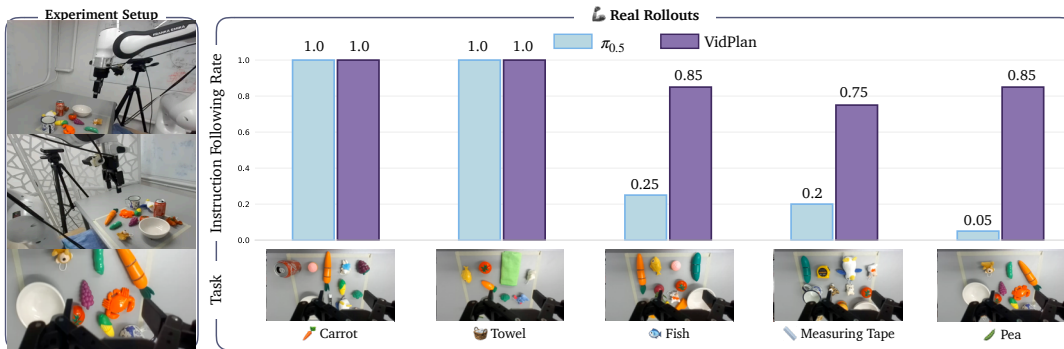 Experiment Setup
🦾 Real Rollouts
π0.5
VidPlan
Instruction Following Rate
1.0
0.8
0.6
0.4
0.2
0.0
1.0
1.0
1.0
1.0
0.25
0.85
0.2
0.75
0.05
0.85
Task
🥕 Carrot
🧺 Towel
🐟 Fish
📏 Measuring Tape
🫛 Pea